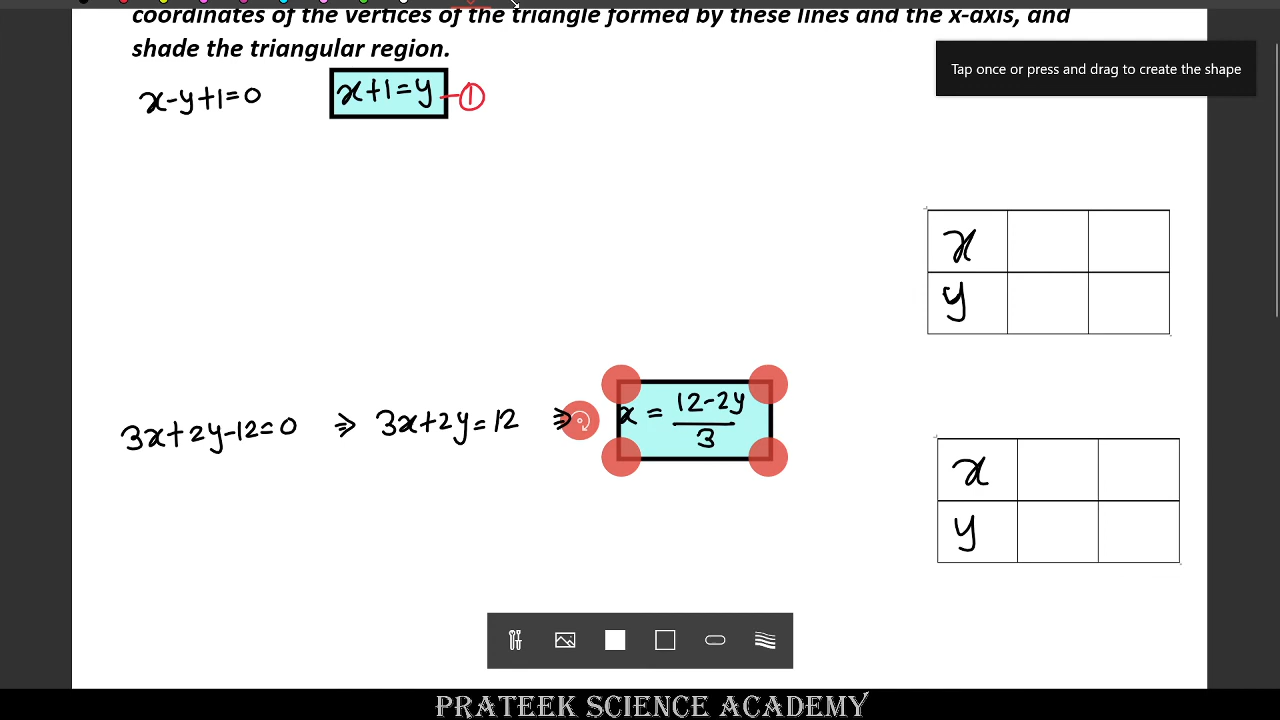 coordinates of the vertices of the triangle formed by these lines and the x-axis, and
shade the triangular region.
Tap once or press and drag to create the shape
x-y+1=0 x+1=y ①
x
y
3x+2y-12=0 ⇒ 3x+2y=12 ⇒ x = (12-2y)/3
x
y
PRATEEK SCIENCE ACADEMY